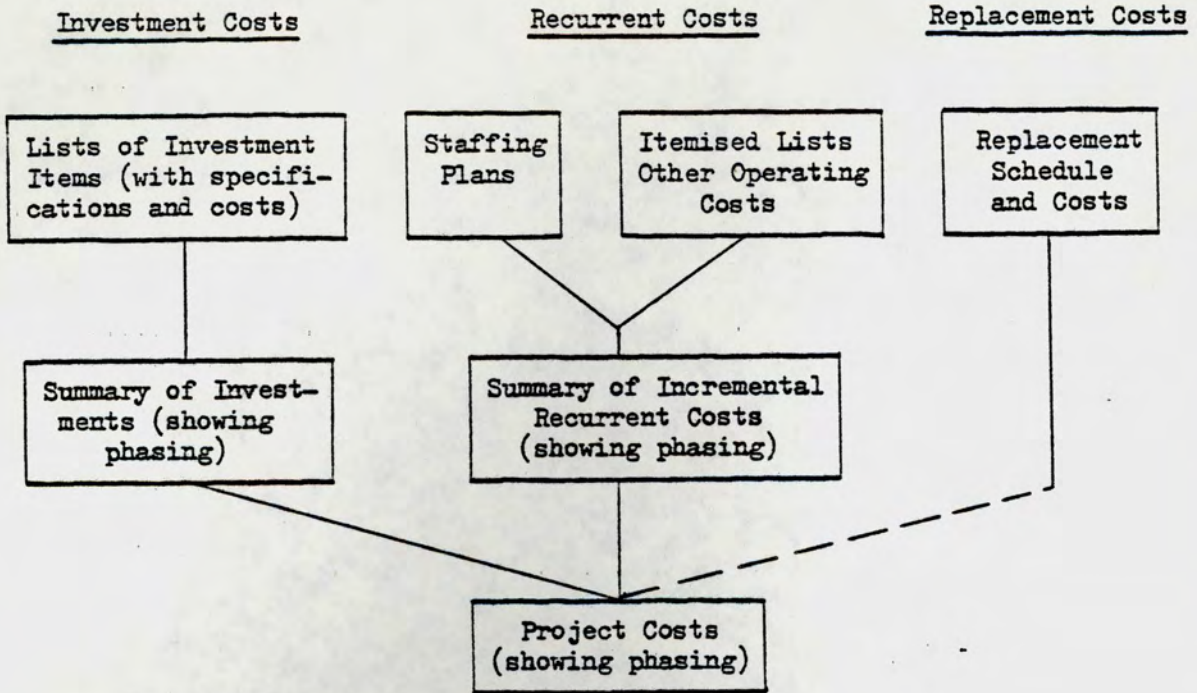 Investment Costs
Recurrent Costs
Replacement Costs
Lists of Investment
Items (with specifi-
cations and costs)
Staffing
Plans
Itemised Lists
Other Operating
Costs
Replacement
Schedule
and Costs
Summary of Invest-
ments (showing
phasing)
Summary of Incremental
Recurrent Costs
(showing phasing)
Project Costs
(showing phasing)